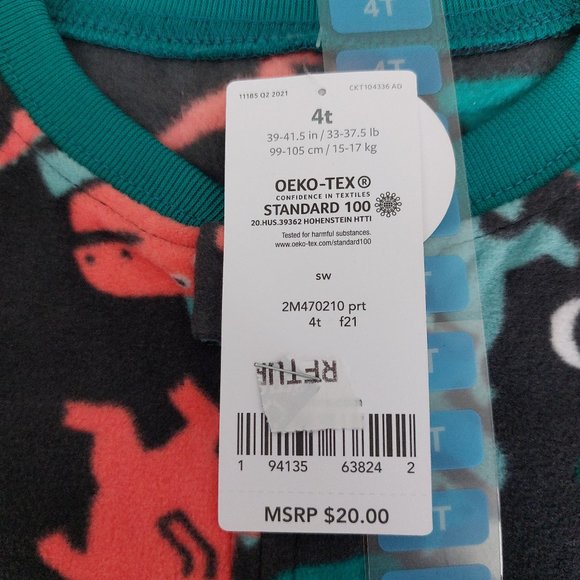 4T
4T
11185 Q2 2021 CKT104336 AD
4t
39-41.5 in / 33-37.5 lb
99-105 cm / 15-17 kg
OEKO-TEX®
CONFIDENCE IN TEXTILES
STANDARD 100
20.HUS.39362 HOHENSTEIN HTTI
Tested for harmful substances.
www.oeko-tex.com/standard100
sw
2M470210 prt
4t f21
1 94135 63824 2
MSRP $20.00
4T